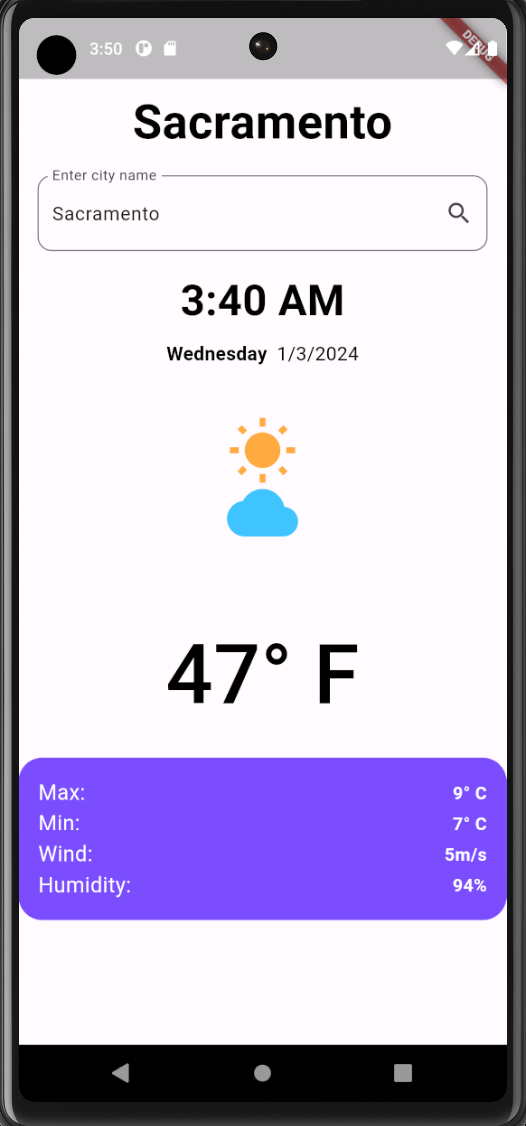 3:50
DEBUG
Sacramento
Enter city name
Sacramento
3:40 AM
Wednesday 1/3/2024
47° F
Max: 9° C
Min: 7° C
Wind: 5m/s
Humidity: 94%